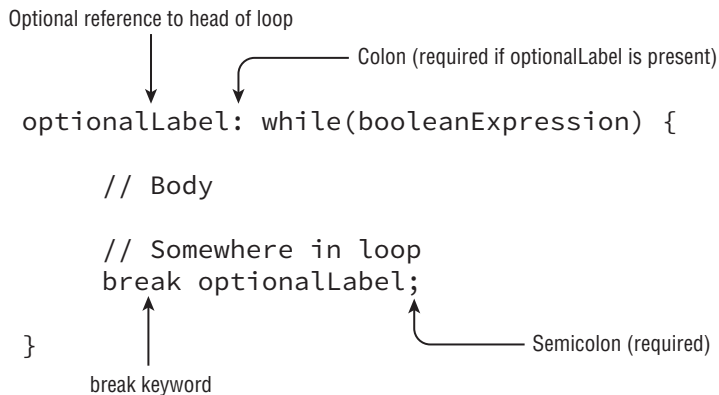 Optional reference to head of loop
Colon (required if optionalLabel is present)
optionalLabel: while(booleanExpression) {
// Body
// Somewhere in loop
break optionalLabel;
}
Semicolon (required)
break keyword